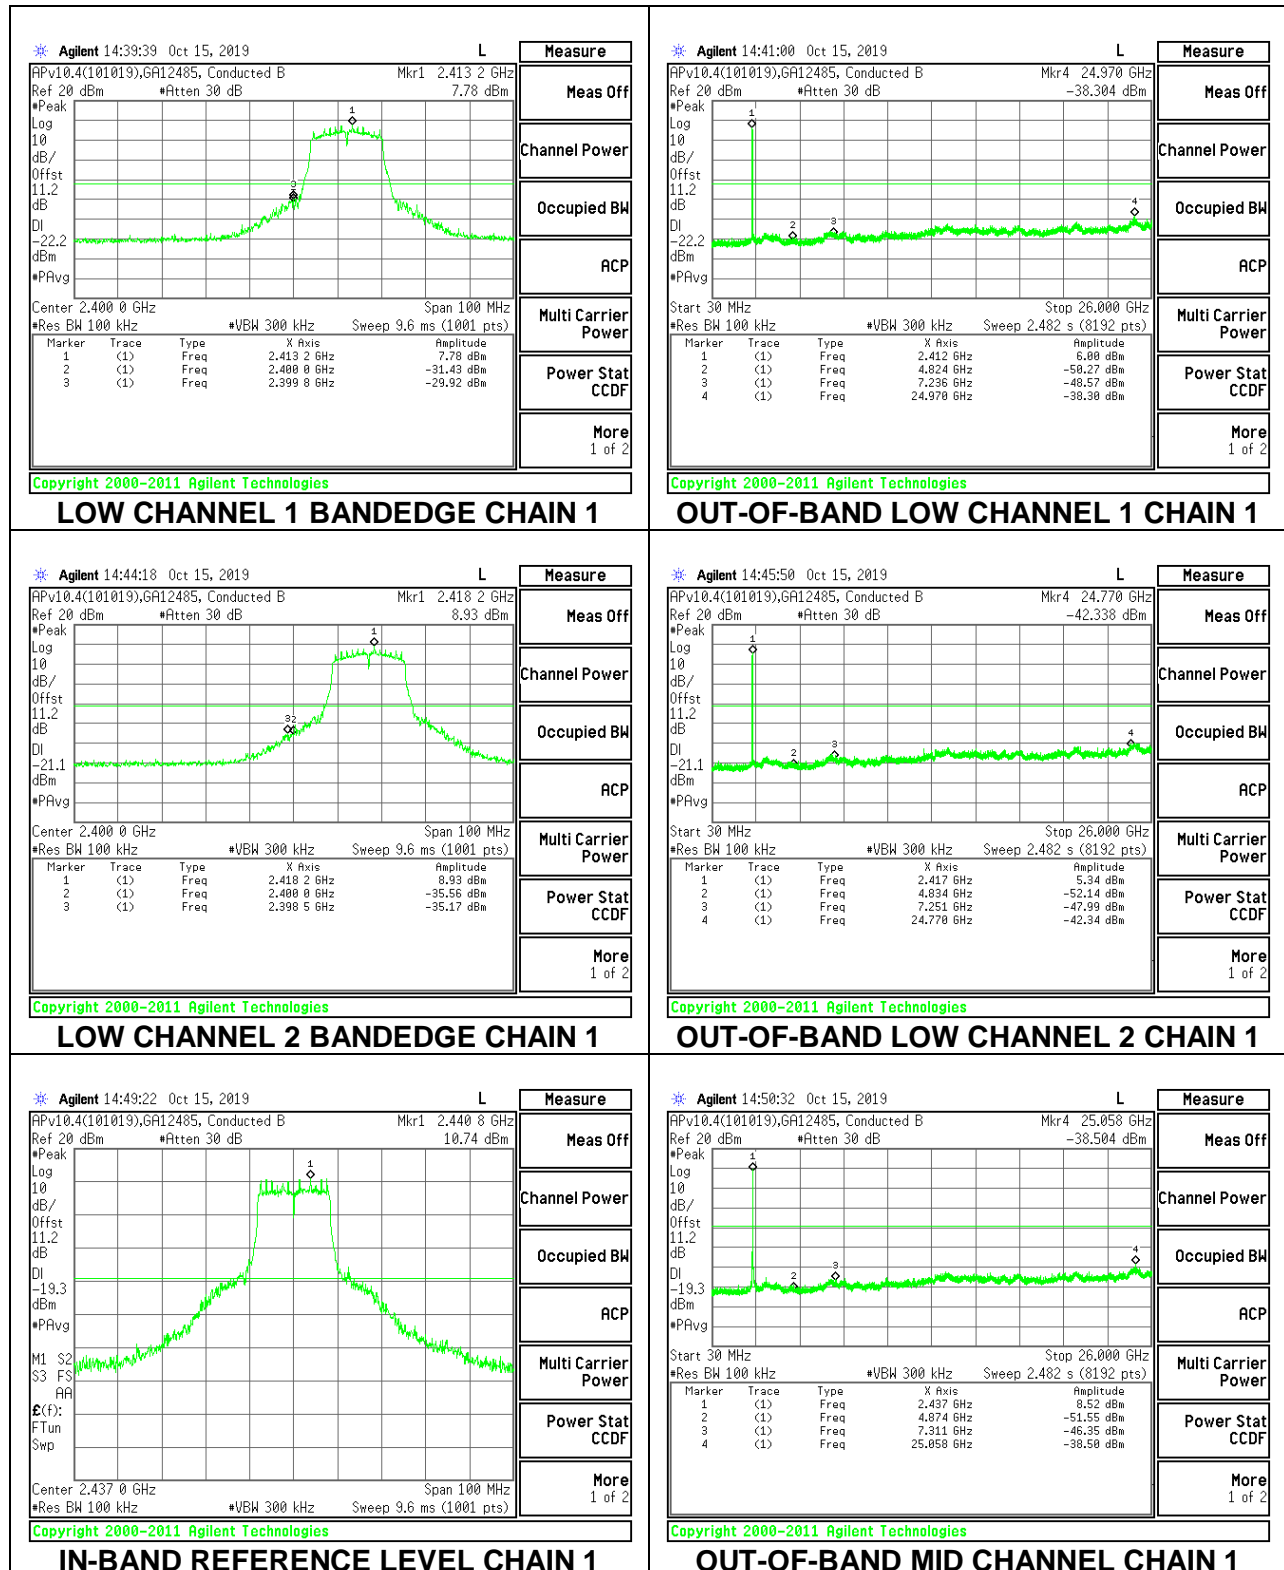 Agilent 14:39:39 Oct 15, 2019 L
Measure
APv10.4(101019),GA12485, Conducted B Mkr1 2.413 2 GHz
Ref 20 dBm #Atten 30 dB 7.78 dBm
#Peak
Log
10
dB/
Offst
11.2
dB
DI
-22.2
dBm
#PAvg
1
3
Center 2.400 0 GHz Span 100 MHz
#Res BW 100 kHz #VBW 300 kHz Sweep 9.6 ms (1001 pts)
Marker Trace Type X Axis Amplitude
1 (1) Freq 2.413 2 GHz 7.78 dBm
2 (1) Freq 2.400 0 GHz -31.43 dBm
3 (1) Freq 2.399 8 GHz -29.92 dBm
Meas Off
Channel Power
Occupied BW
ACP
Multi Carrier
Power
Power Stat
CCDF
More
1 of 2
Copyright 2000-2011 Agilent Technologies
LOW CHANNEL 1 BANDEDGE CHAIN 1
Agilent 14:41:00 Oct 15, 2019 L
Measure
APv10.4(101019),GA12485, Conducted B Mkr4 24.970 GHz
Ref 20 dBm #Atten 30 dB -38.304 dBm
#Peak
Log
10
dB/
Offst
11.2
dB
DI
-22.2
dBm
#PAvg
1
2
3
4
Start 30 MHz Stop 26.000 GHz
#Res BW 100 kHz #VBW 300 kHz Sweep 2.482 s (8192 pts)
Marker Trace Type X Axis Amplitude
1 (1) Freq 2.412 GHz 6.00 dBm
2 (1) Freq 4.824 GHz -50.27 dBm
3 (1) Freq 7.236 GHz -48.57 dBm
4 (1) Freq 24.970 GHz -38.30 dBm
Meas Off
Channel Power
Occupied BW
ACP
Multi Carrier
Power
Power Stat
CCDF
More
1 of 2
Copyright 2000-2011 Agilent Technologies
OUT-OF-BAND LOW CHANNEL 1 CHAIN 1
Agilent 14:44:18 Oct 15, 2019 L
Measure
APv10.4(101019),GA12485, Conducted B Mkr1 2.418 2 GHz
Ref 20 dBm #Atten 30 dB 8.93 dBm
#Peak
Log
10
dB/
Offst
11.2
dB
DI
-21.1
dBm
#PAvg
1
32
Center 2.400 0 GHz Span 100 MHz
#Res BW 100 kHz #VBW 300 kHz Sweep 9.6 ms (1001 pts)
Marker Trace Type X Axis Amplitude
1 (1) Freq 2.418 2 GHz 8.93 dBm
2 (1) Freq 2.400 0 GHz -35.56 dBm
3 (1) Freq 2.398 5 GHz -35.17 dBm
Meas Off
Channel Power
Occupied BW
ACP
Multi Carrier
Power
Power Stat
CCDF
More
1 of 2
Copyright 2000-2011 Agilent Technologies
LOW CHANNEL 2 BANDEDGE CHAIN 1
Agilent 14:45:50 Oct 15, 2019 L
Measure
APv10.4(101019),GA12485, Conducted B Mkr4 24.770 GHz
Ref 20 dBm #Atten 30 dB -42.338 dBm
#Peak
Log
10
dB/
Offst
11.2
dB
DI
-21.1
dBm
#PAvg
1
2
3
4
Start 30 MHz Stop 26.000 GHz
#Res BW 100 kHz #VBW 300 kHz Sweep 2.482 s (8192 pts)
Marker Trace Type X Axis Amplitude
1 (1) Freq 2.417 GHz 5.34 dBm
2 (1) Freq 4.834 GHz -52.14 dBm
3 (1) Freq 7.251 GHz -47.99 dBm
4 (1) Freq 24.770 GHz -42.34 dBm
Meas Off
Channel Power
Occupied BW
ACP
Multi Carrier
Power
Power Stat
CCDF
More
1 of 2
Copyright 2000-2011 Agilent Technologies
OUT-OF-BAND LOW CHANNEL 2 CHAIN 1
Agilent 14:49:22 Oct 15, 2019 L
Measure
APv10.4(101019),GA12485, Conducted B Mkr1 2.440 8 GHz
Ref 20 dBm #Atten 30 dB 10.74 dBm
#Peak
Log
10
dB/
Offst
11.2
dB
DI
-19.3
dBm
#PAvg
M1 S2
S3 FS
AA
£(f):
FTun
Swp
1
Center 2.437 0 GHz Span 100 MHz
#Res BW 100 kHz #VBW 300 kHz Sweep 9.6 ms (1001 pts)
Meas Off
Channel Power
Occupied BW
ACP
Multi Carrier
Power
Power Stat
CCDF
More
1 of 2
Copyright 2000-2011 Agilent Technologies
IN-BAND REFERENCE LEVEL CHAIN 1
Agilent 14:50:32 Oct 15, 2019 L
Measure
APv10.4(101019),GA12485, Conducted B Mkr4 25.058 GHz
Ref 20 dBm #Atten 30 dB -38.504 dBm
#Peak
Log
10
dB/
Offst
11.2
dB
DI
-19.3
dBm
#PAvg
1
2
3
4
Start 30 MHz Stop 26.000 GHz
#Res BW 100 kHz #VBW 300 kHz Sweep 2.482 s (8192 pts)
Marker Trace Type X Axis Amplitude
1 (1) Freq 2.437 GHz 8.52 dBm
2 (1) Freq 4.874 GHz -51.55 dBm
3 (1) Freq 7.311 GHz -46.35 dBm
4 (1) Freq 25.058 GHz -38.50 dBm
Meas Off
Channel Power
Occupied BW
ACP
Multi Carrier
Power
Power Stat
CCDF
More
1 of 2
Copyright 2000-2011 Agilent Technologies
OUT-OF-BAND MID CHANNEL CHAIN 1